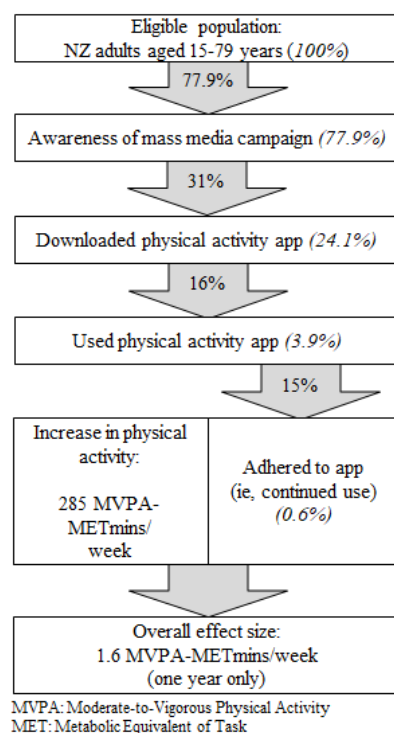 Eligible population:
NZ adults aged 15-79 years (100%)
77.9%
Awareness of mass media campaign (77.9%)
31%
Downloaded physical activity app (24.1%)
16%
Used physical activity app (3.9%)
15%
Increase in physical
activity:
285 MVPA-
METmins/
week
Adhered to app
(ie, continued use)
(0.6%)
Overall effect size:
1.6 MVPA-METmins/week
(one year only)
MVPA: Moderate-to-Vigorous Physical Activity
MET: Metabolic Equivalent of Task